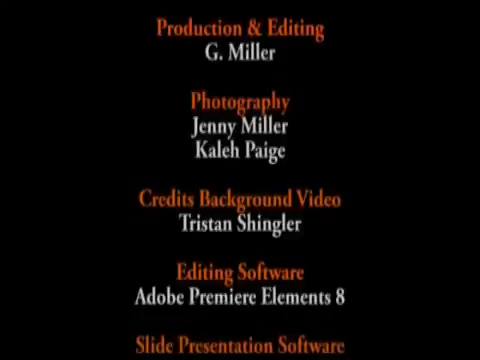 Production & Editing
G. Miller
Photography
Jenny Miller
Kaleh Paige
Credits Background Video
Tristan Shingler
Editing Software
Adobe Premiere Elements 8
Slide Presentation Software